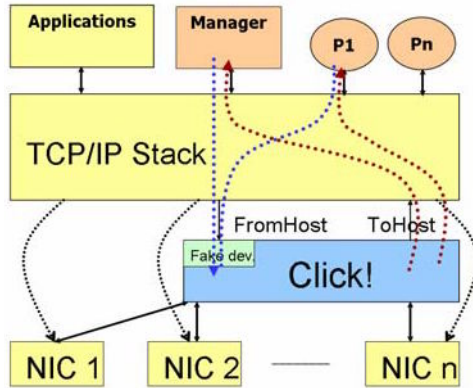 Applications
Manager
P1
Pn
TCP/IP Stack
FromHost
ToHost
Fake dev.
Click!
NIC 1
NIC 2
NIC n